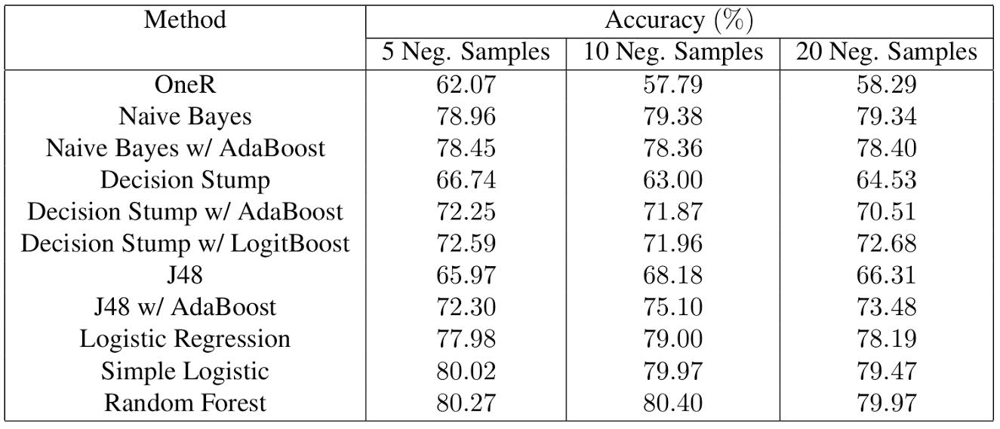 Method Accuracy (%)
5 Neg. Samples 10 Neg. Samples 20 Neg. Samples
OneR 62.07 57.79 58.29
Naive Bayes 78.96 79.38 79.34
Naive Bayes w/ AdaBoost 78.45 78.36 78.40
Decision Stump 66.74 63.00 64.53
Decision Stump w/ AdaBoost 72.25 71.87 70.51
Decision Stump w/ LogitBoost 72.59 71.96 72.68
J48 65.97 68.18 66.31
J48 w/ AdaBoost 72.30 75.10 73.48
Logistic Regression 77.98 79.00 78.19
Simple Logistic 80.02 79.97 79.47
Random Forest 80.27 80.40 79.97